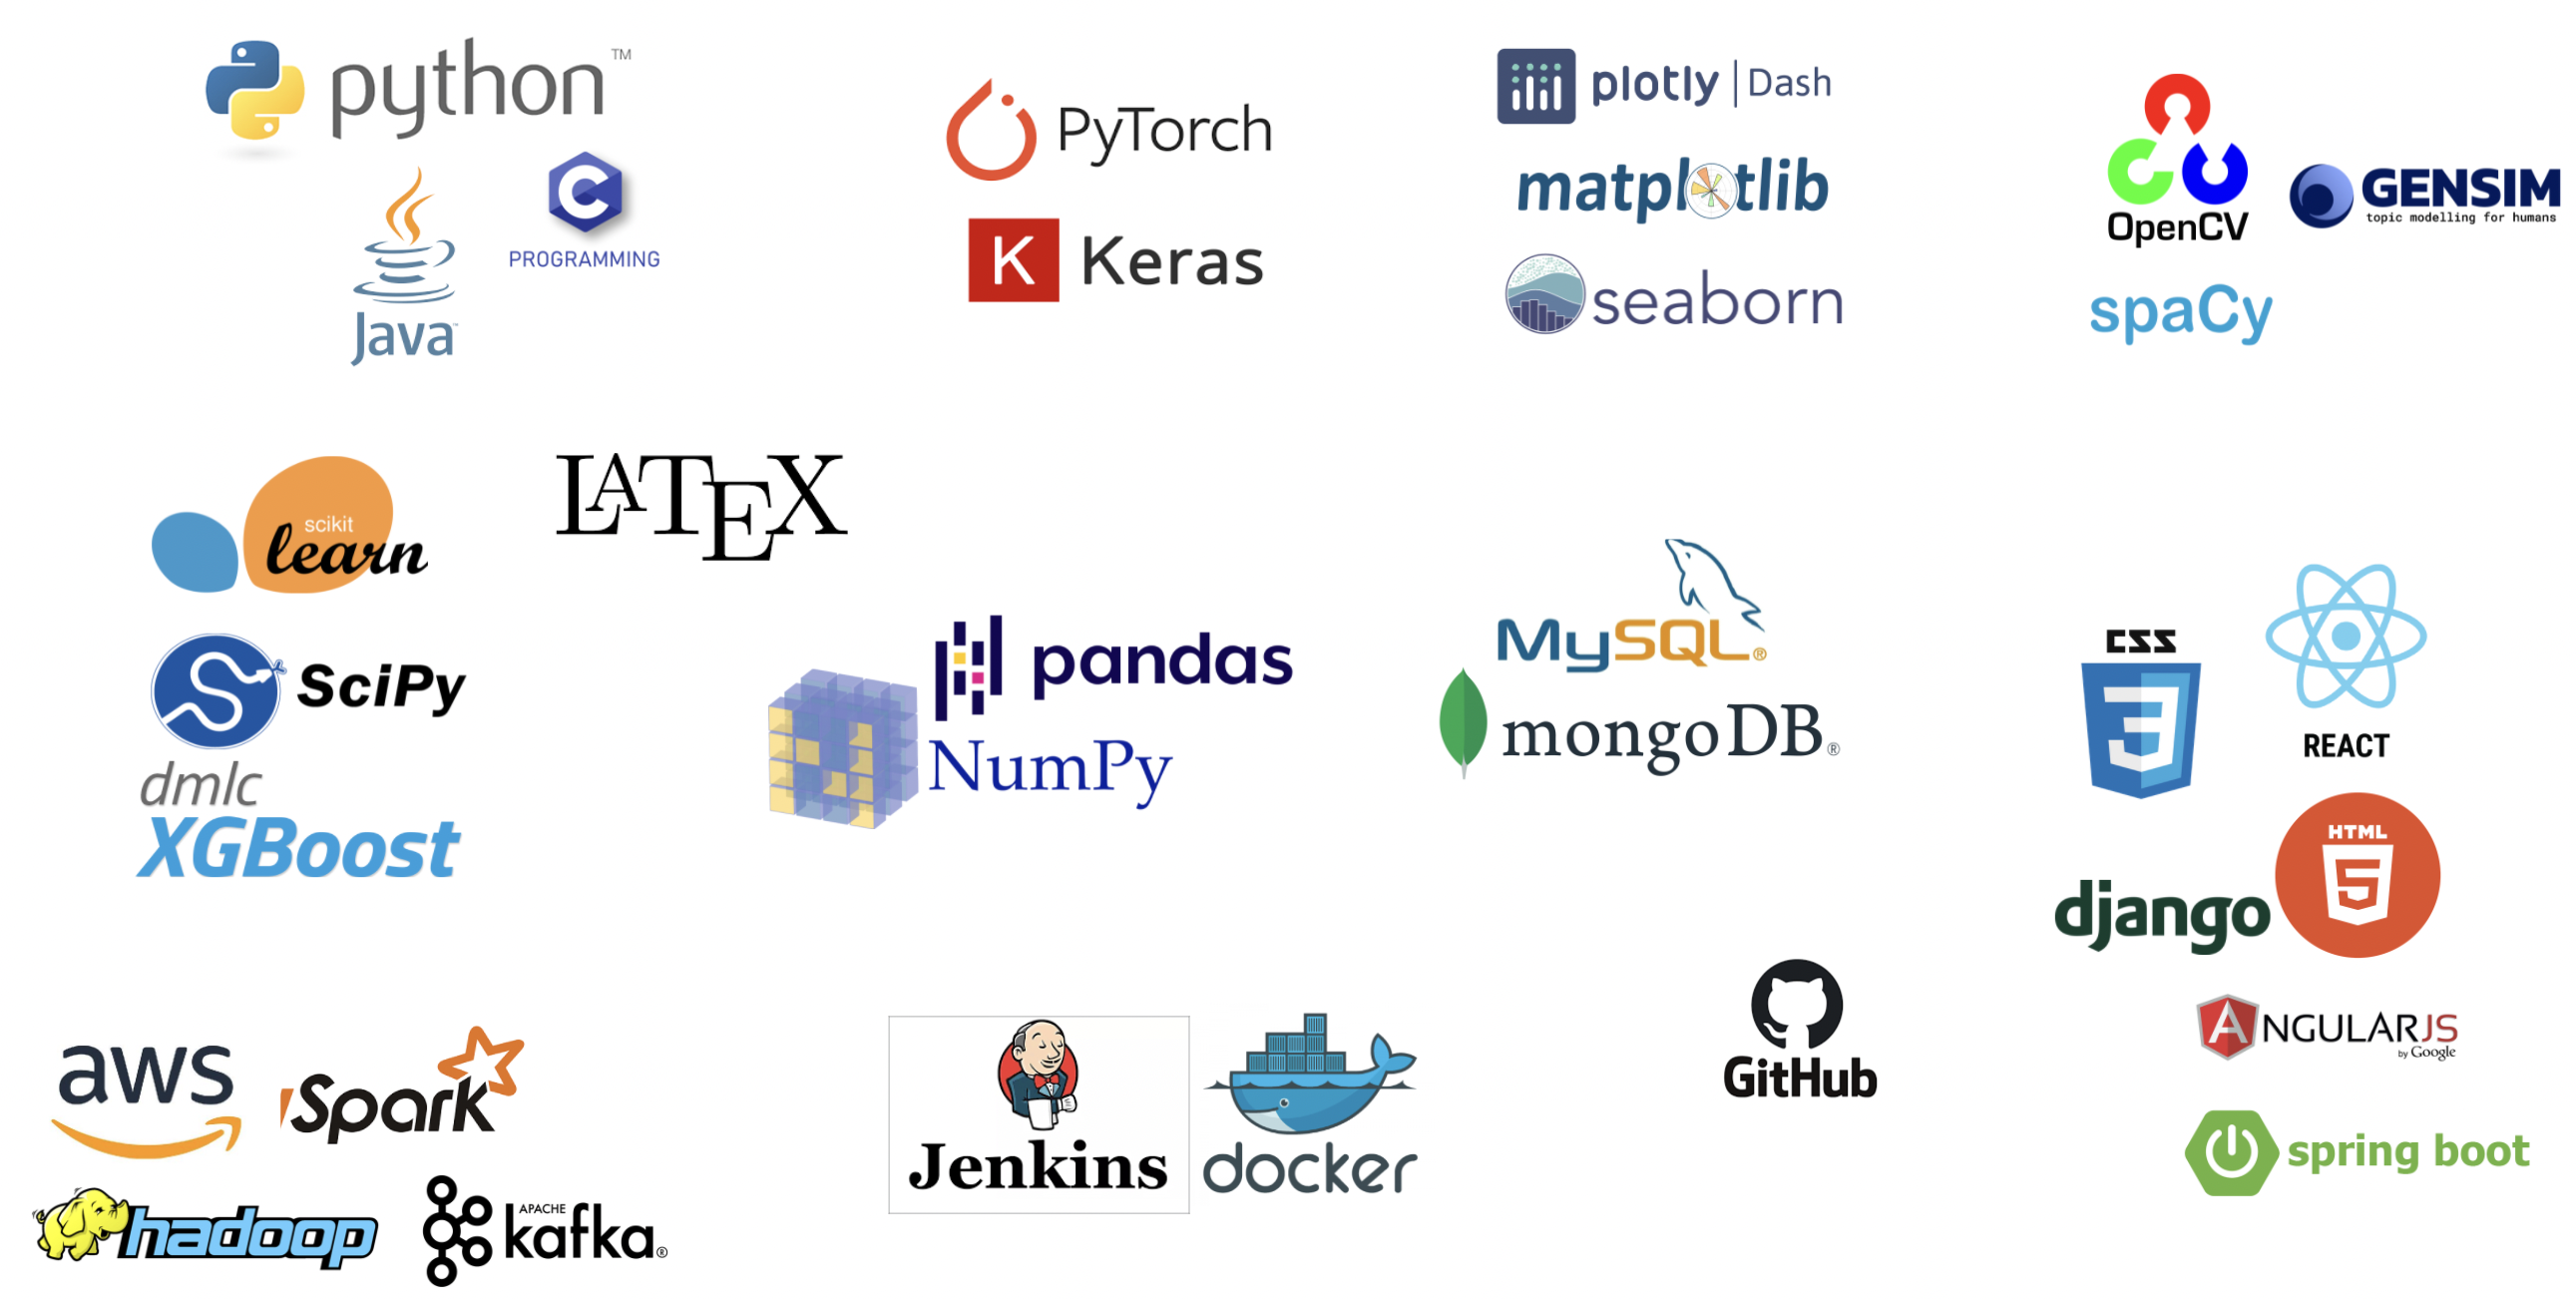 python™
C
PROGRAMMING
Java™
PyTorch
K Keras
plotly | Dash
matplotlib
seaborn
OpenCV
GENSIM
topic modelling for humans
spaCy
scikit
learn
LATEX
SciPy
dmlc
XGBoost
pandas
NumPy
MySQL®
mongoDB®
CSS
3
REACT
HTML
5
django
aws
Spark
hadoop
APACHE
kafka®
Jenkins
docker
GitHub
ANGULARJS
by Google
spring boot